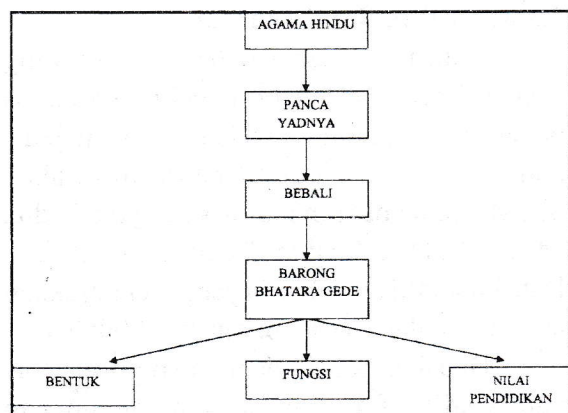 AGAMA HINDU
PANCA
YADNYA
BEBALI
BARONG
BHATARA GEDE
BENTUK
FUNGSI
NILAI
PENDIDIKAN